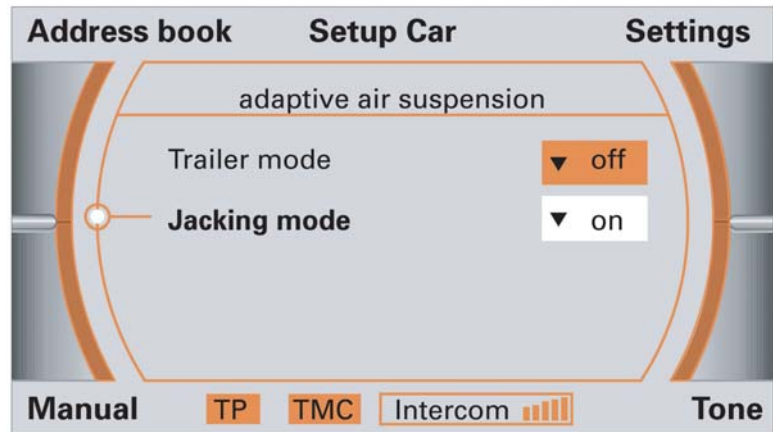 Address book Setup Car Settings
adaptive air suspension
Trailer mode off
Jacking mode on
Manual TP TMC Intercom Tone